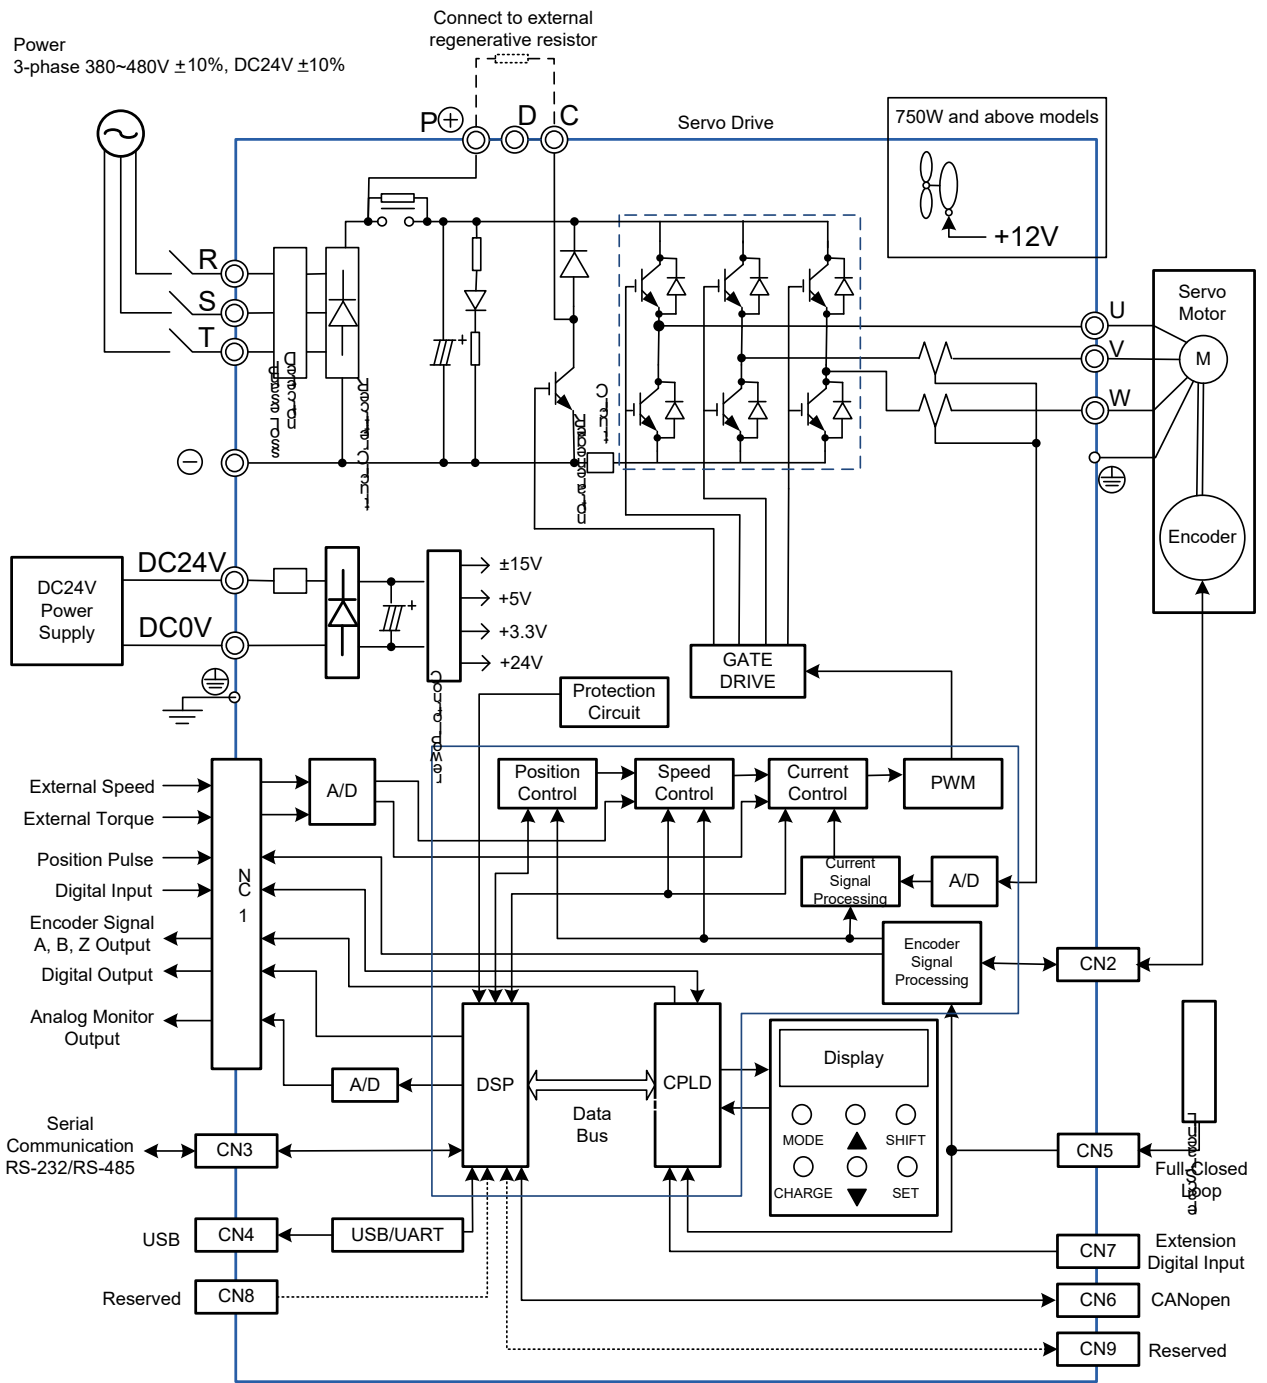 Connect to external
regenerative resistor
Power
3-phase 380~480V ±10%, DC24V ±10%
P
D
C
Servo Drive
750W and above models
+12V
R
S
T
U
V
W
Servo
Motor
M
Encoder
DC24V
Power
Supply
DC24V
DC0V
±15V
+5V
+3.3V
+24V
GATE
DRIVE
Protection
Circuit
Position
Control
Speed
Control
Current
Control
PWM
External Speed
External Torque
A/D
Position Pulse
Digital Input
NC
1
Current
Signal
Processing
A/D
Encoder Signal
A, B, Z Output
Digital Output
Encoder
Signal
Processing
CN2
Analog Monitor
Output
A/D
DSP
Data
Bus
CPLD
Display
MODE
SHIFT
CHARGE
SET
Serial
Communication
RS-232/RS-485
CN3
CN5
Full-Closed
Loop
USB
CN4
USB/UART
CN7
Extension
Digital Input
Reserved
CN8
CN6
CANopen
CN9
Reserved